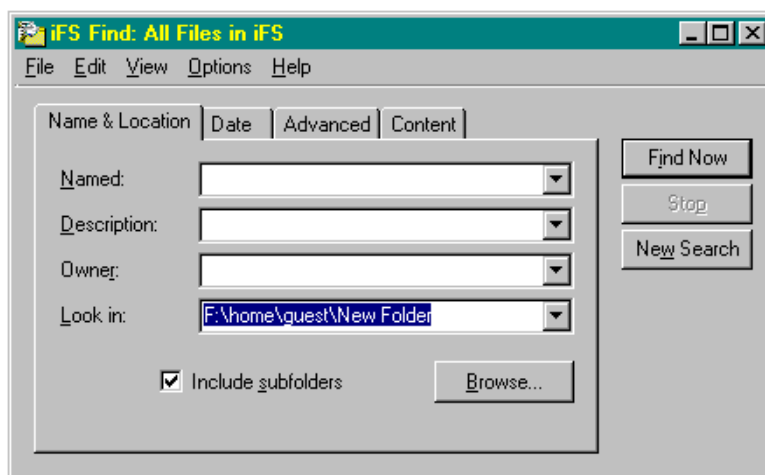 iFS Find: All Files in iFS
File Edit View Options Help
Name & Location Date Advanced Content
Named:
Description:
Owner:
Look in: F:\home\guest\New Folder
Include subfolders Browse...
Find Now
Stop
New Search